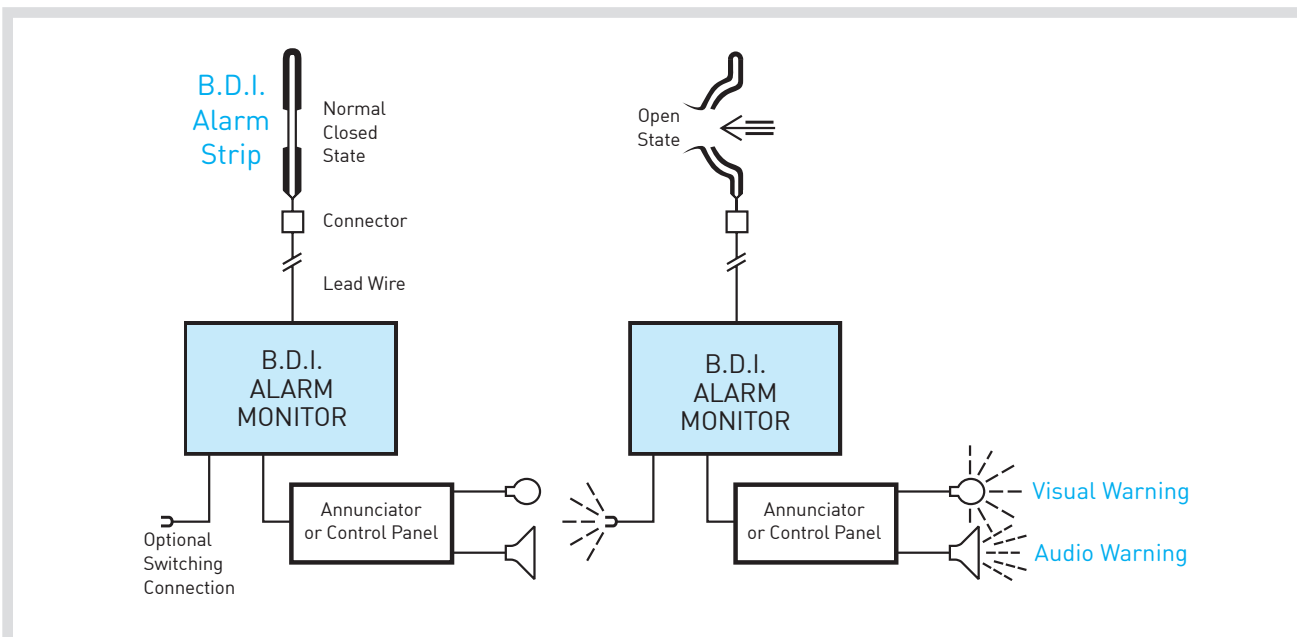 B.D.I.
Alarm
Strip
Normal
Closed
State
Connector
Lead Wire
B.D.I.
ALARM
MONITOR
Annunciator
or Control Panel
Optional
Switching
Connection
Open
State
B.D.I.
ALARM
MONITOR
Annunciator
or Control Panel
Visual Warning
Audio Warning